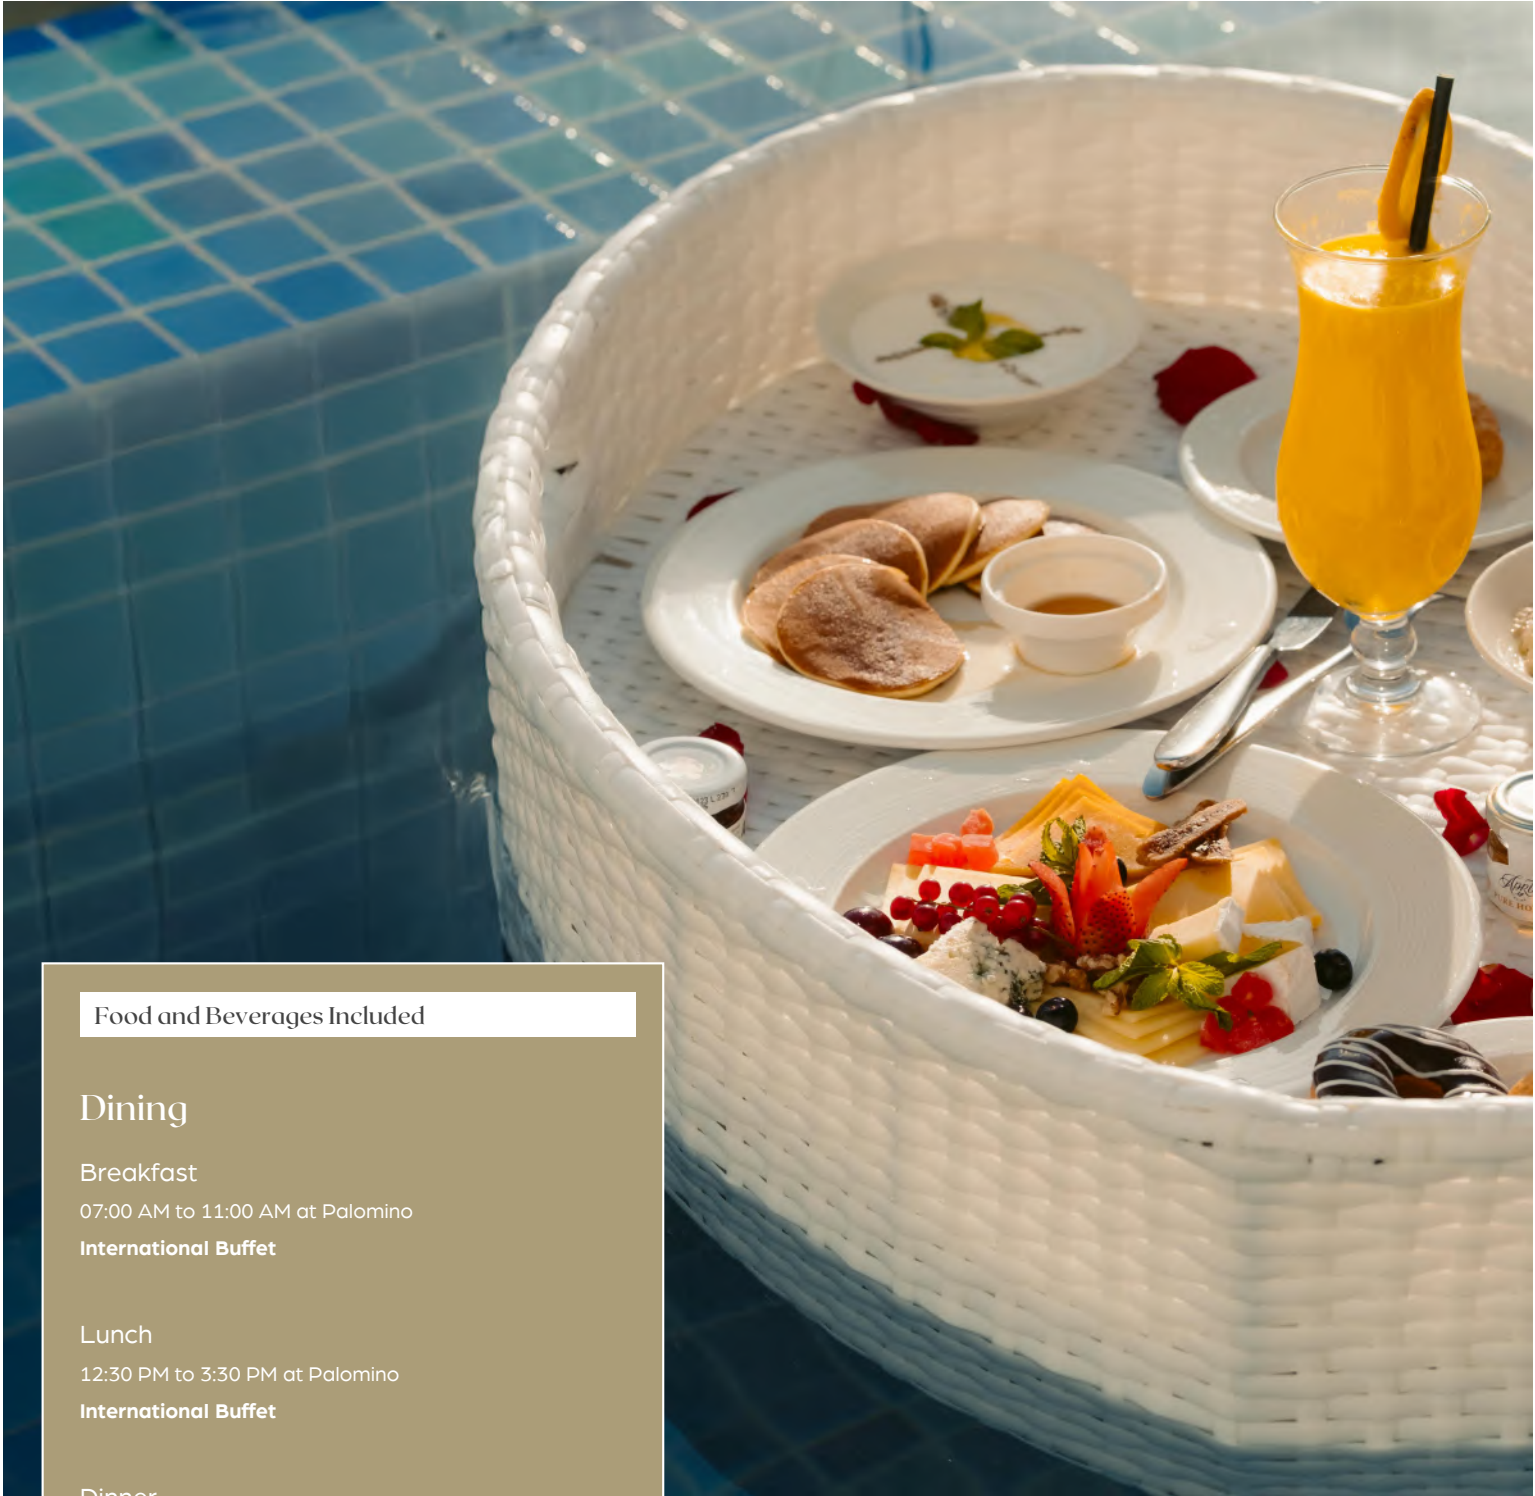 Food and Beverages Included
Dining
Breakfast
07:00 AM to 11:00 AM at Palomino
International Buffet
Lunch
12:30 PM to 3:30 PM at Palomino
International Buffet
Dinner